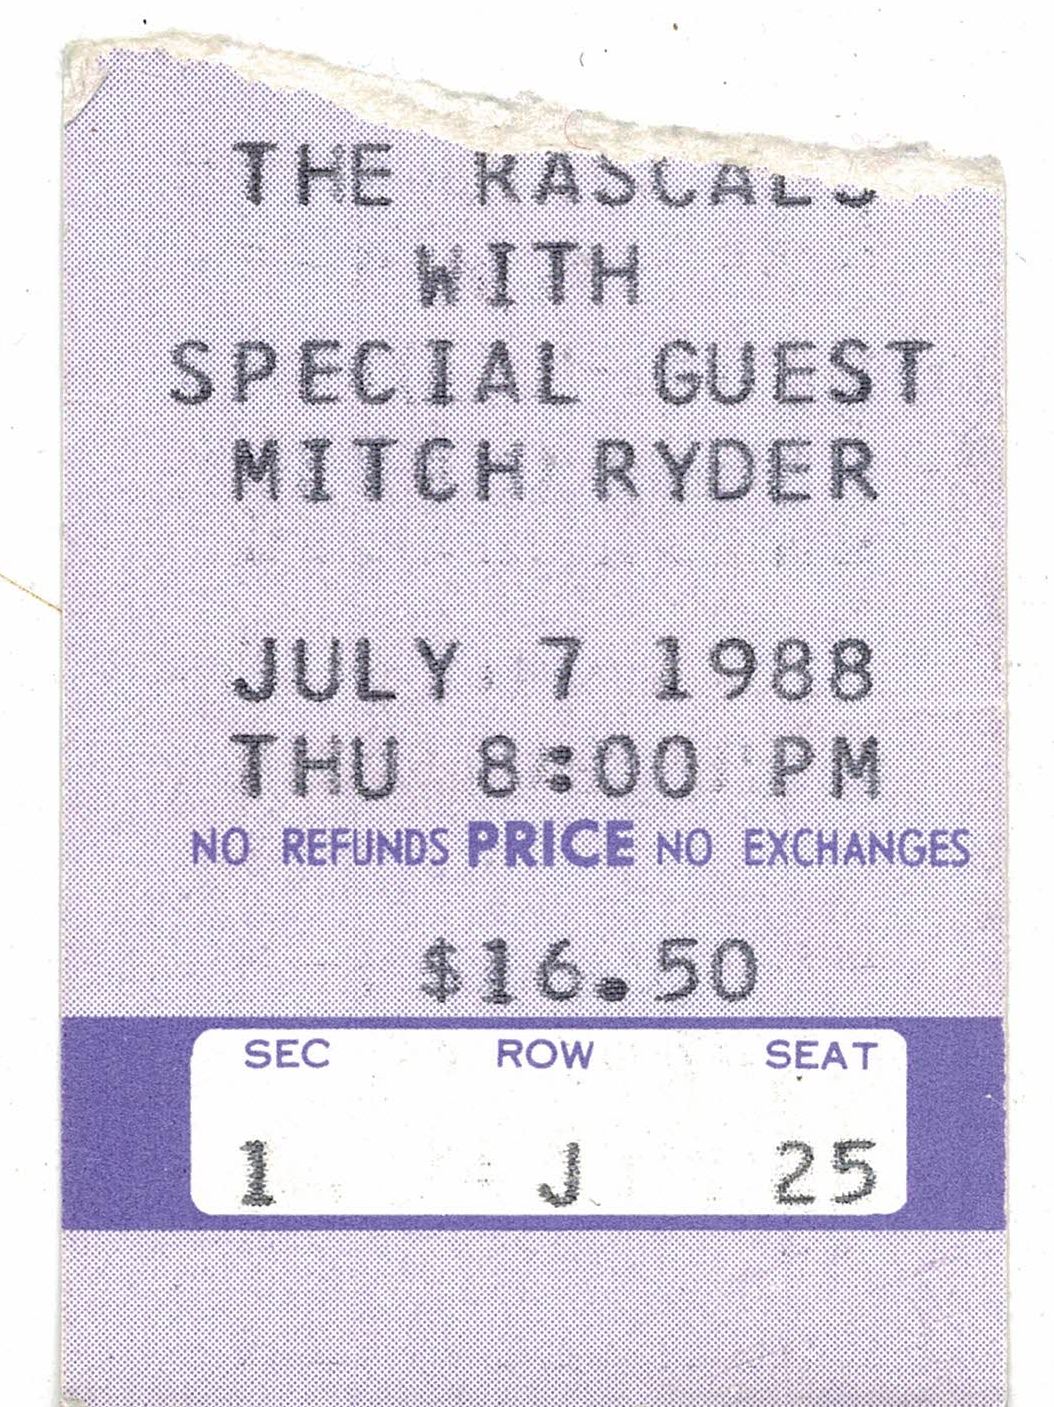 THE RASCALS
WITH
SPECIAL GUEST
MITCH RYDER
JULY 7 1988
THU 8:00 PM
NO REFUNDS PRICE NO EXCHANGES
$16.50
SEC ROW SEAT
1 J 25